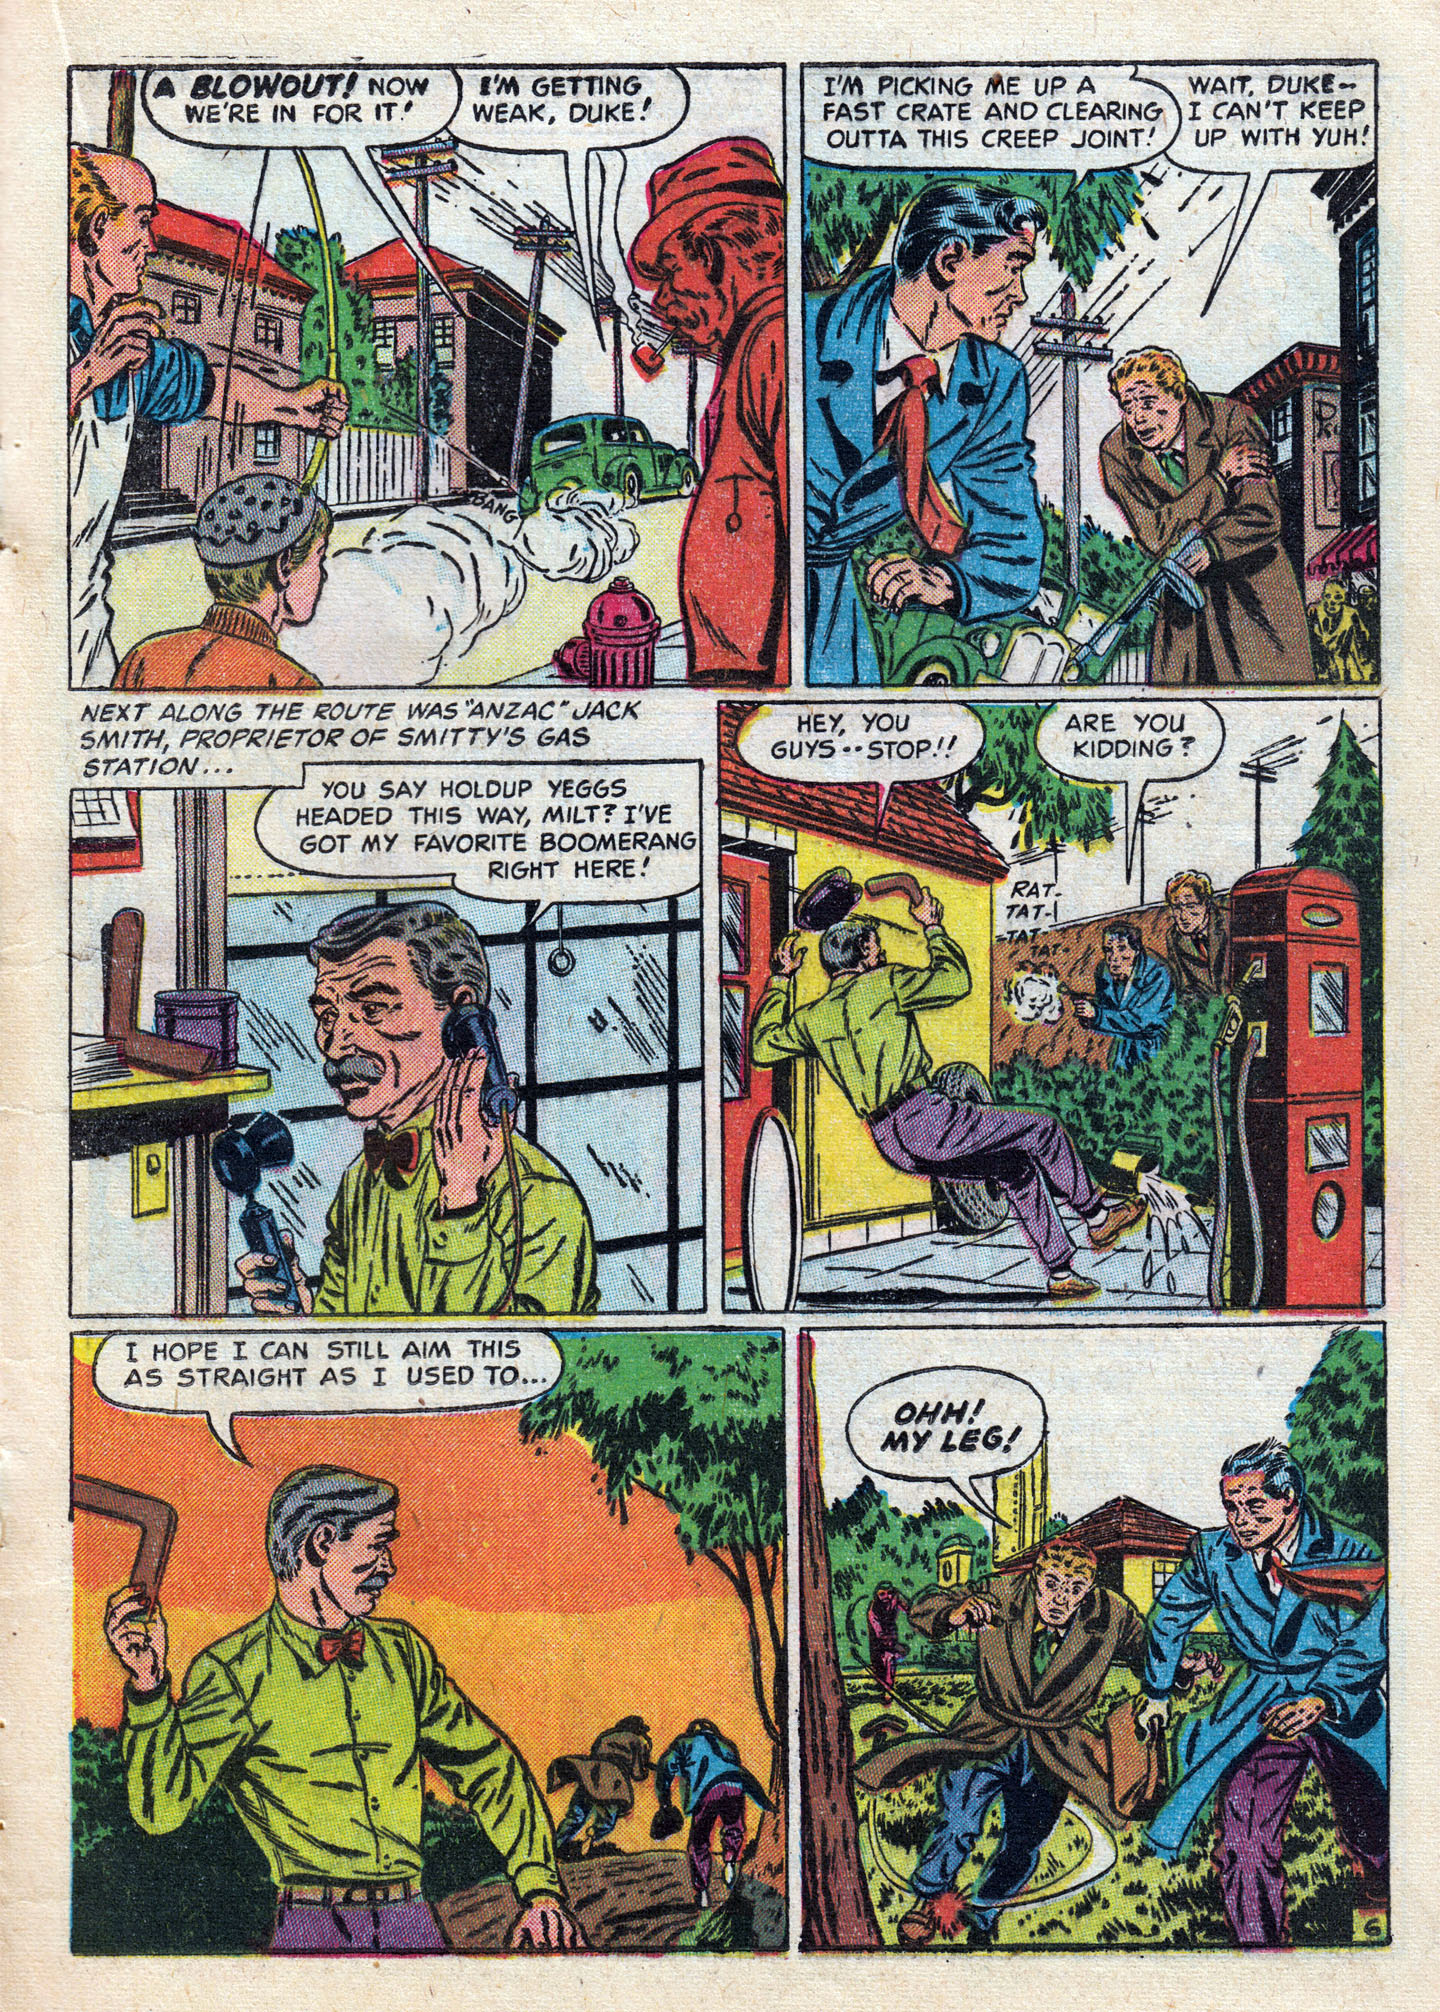 A BLOWOUT! NOW
WE'RE IN FOR IT!
I'M GETTING
WEAK, DUKE!
BANG
I'M PICKING ME UP A
FAST CRATE AND CLEARING
OUTTA THIS CREEP JOINT!
WAIT, DUKE--
I CAN'T KEEP
UP WITH YUH!
NEXT ALONG THE ROUTE WAS "ANZAC" JACK
SMITH, PROPRIETOR OF SMITTY'S GAS
STATION...
YOU SAY HOLDUP YEGGS
HEADED THIS WAY, MILT? I'VE
GOT MY FAVORITE BOOMERANG
RIGHT HERE!
HEY, YOU
GUYS--STOP!!
ARE YOU
KIDDING?
RAT-
TAT-
TAT-
TAT-
I HOPE I CAN STILL AIM THIS
AS STRAIGHT AS I USED TO...
OHH!
MY LEG!
6